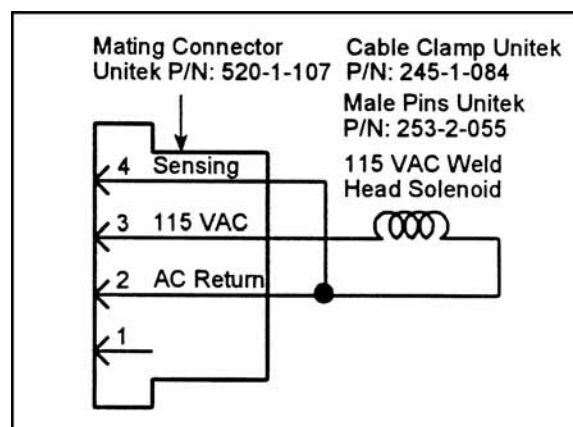 Mating Connector
Unitek P/N: 520-1-107
Cable Clamp Unitek
P/N: 245-1-084
Male Pins Unitek
P/N: 253-2-055
115 VAC Weld
Head Solenoid
4 Sensing
3 115 VAC
2 AC Return
1